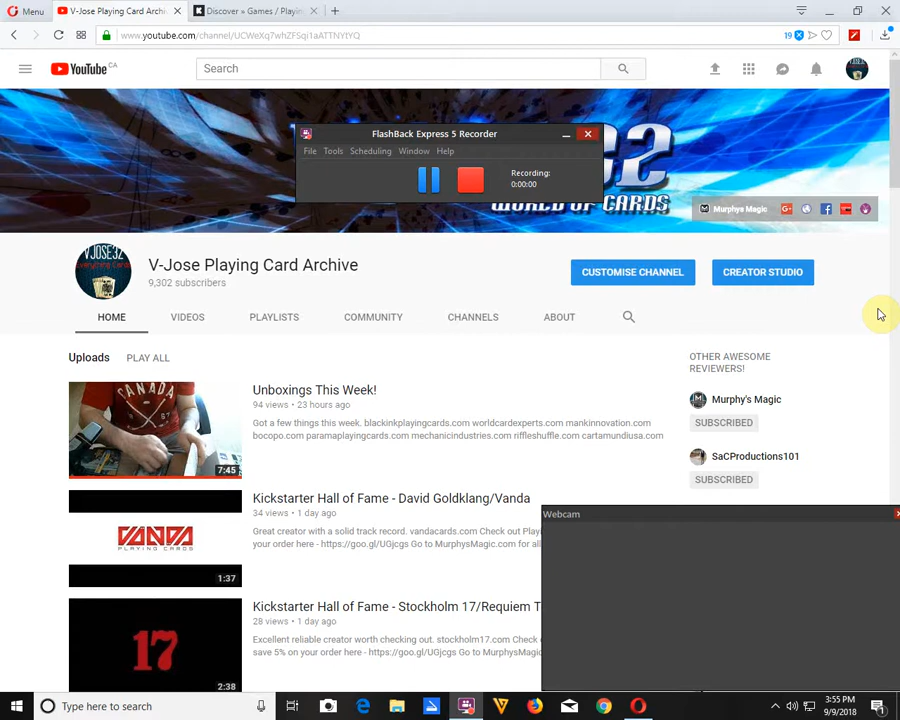 Menu
V-Jose Playing Card Archi
Discover » Games / Playin
www.youtube.com/channel/UCWeXq7whZFSqi1aATTNYtYQ
19
YouTube CA
Search
FlashBack Express 5 Recorder
File Tools Scheduling Window Help
Recording:
0:00:00
32
WORLD OF CARDS
Murphys Magic
VJOSE32
Everything Cards
V-Jose Playing Card Archive
9,302 subscribers
CUSTOMISE CHANNEL
CREATOR STUDIO
HOME VIDEOS PLAYLISTS COMMUNITY CHANNELS ABOUT
Uploads PLAY ALL
CANADA
7:45
Unboxings This Week!
94 views • 23 hours ago
Got a few things this week. blackinkplayingcards.com worldcardexperts.com mankinnovation.com
bocopo.com paramaplayingcards.com mechanicindustries.com riffleshuffle.com cartamundiusa.com
VANDA
PLAYING CARDS
1:37
Kickstarter Hall of Fame - David Goldklang/Vanda
34 views • 1 day ago
Great creator with a solid track record. vandacards.com Check out Playi
your order here - https://goo.gl/UGjcgs Go to MurphysMagic.com for all
17
2:38
Kickstarter Hall of Fame - Stockholm 17/Requiem T
28 views • 1 day ago
Excellent reliable creator worth checking out. stockholm17.com Check
save 5% on your order here - https://goo.gl/UGjcgs Go to MurphysMagic
OTHER AWESOME
REVIEWERS!
Murphy's Magic
SUBSCRIBED
SaCProductions101
SUBSCRIBED
Webcam
Type here to search
3:55 PM
9/9/2018
1